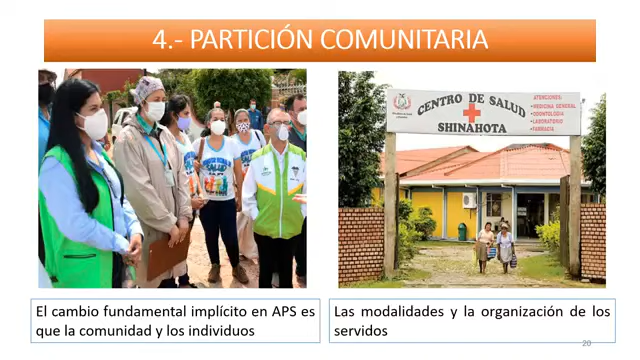 4.- PARTICIÓN COMUNITARIA
CENTRO DE SALUD
SHINAHOTA
ATENCIONES:
- MEDICINA GENERAL
- ODONTOLOGIA
- LABORATORIO
- FARMACIA
El cambio fundamental implícito en APS es
que la comunidad y los individuos
Las modalidades y la organización de los
servidos
20